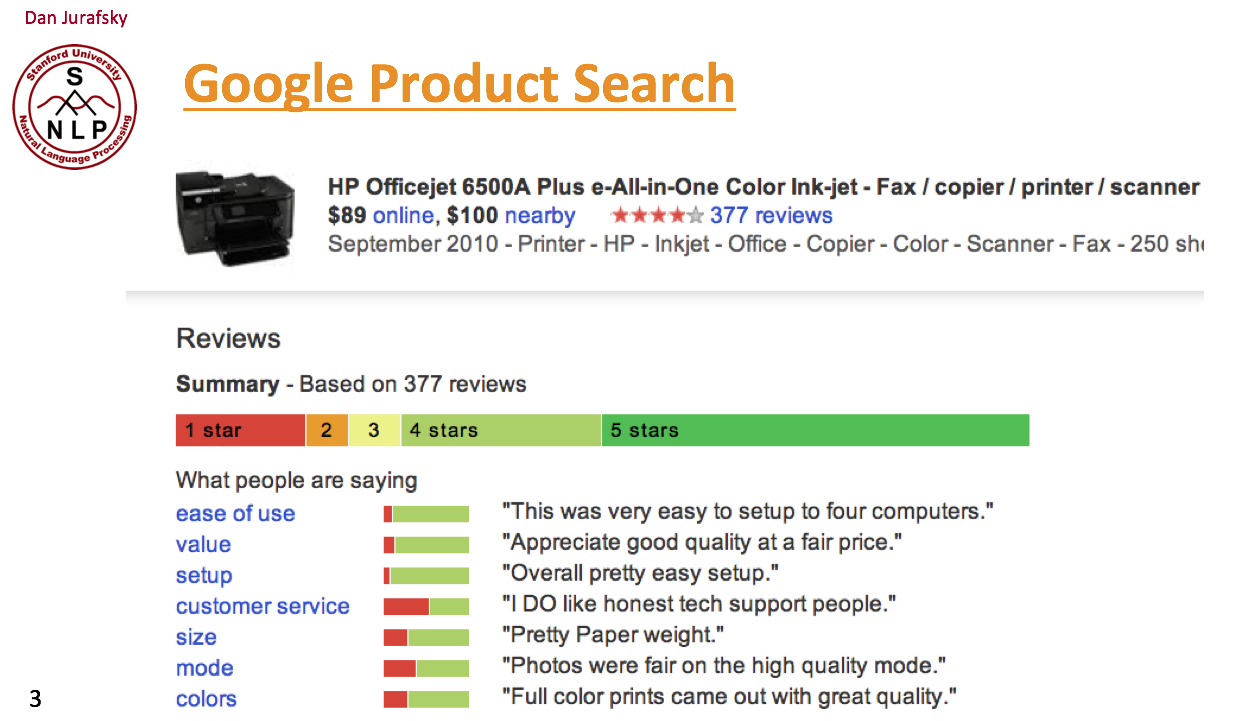 Dan Jurafsky
Stanford University
S
NLP
Natural Language Processing
Google Product Search
HP Officejet 6500A Plus e-All-in-One Color Ink-jet - Fax / copier / printer / scanner
$89 online, $100 nearby 377 reviews
September 2010 - Printer - HP - Inkjet - Office - Copier - Color - Scanner - Fax - 250
Reviews
Summary - Based on 377 reviews
1 star 2 3 4 stars 5 stars
What people are saying
ease of use "This was very easy to setup to four computers."
value "Appreciate good quality at a fair price."
setup "Overall pretty easy setup."
customer service "I DO like honest tech support people."
size "Pretty Paper weight."
mode "Photos were fair on the high quality mode."
colors "Full color prints came out with great quality."
3